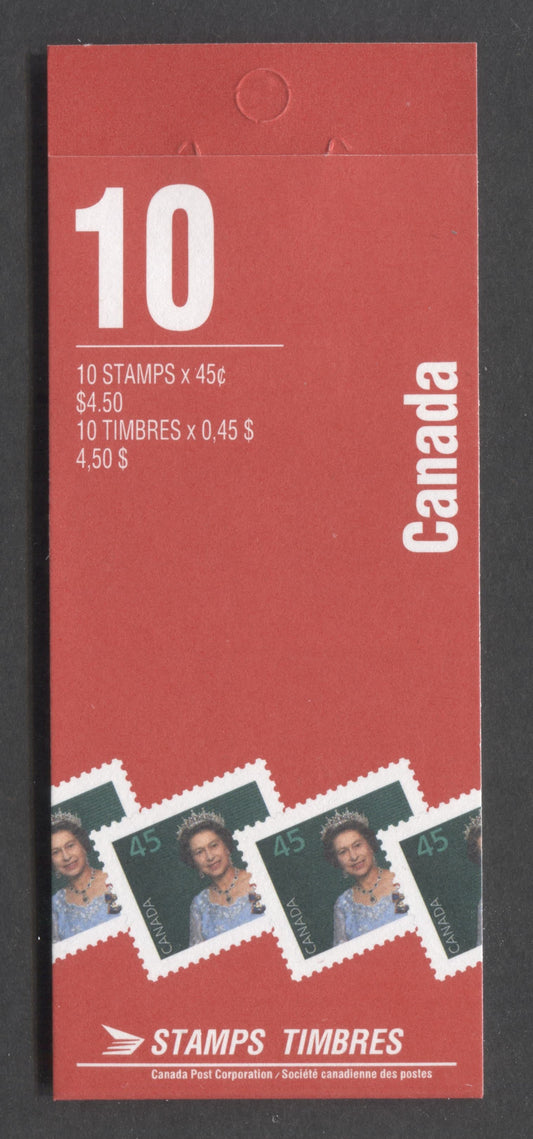 10
10 STAMPS x 45¢
$4.50
10 TIMBRES x 0,45 $
4,50 $
Canada
45
CANADA
45
CANADA
45
CANADA
STAMPS TIMBRES
Canada Post Corporation / Société canadienne des postes